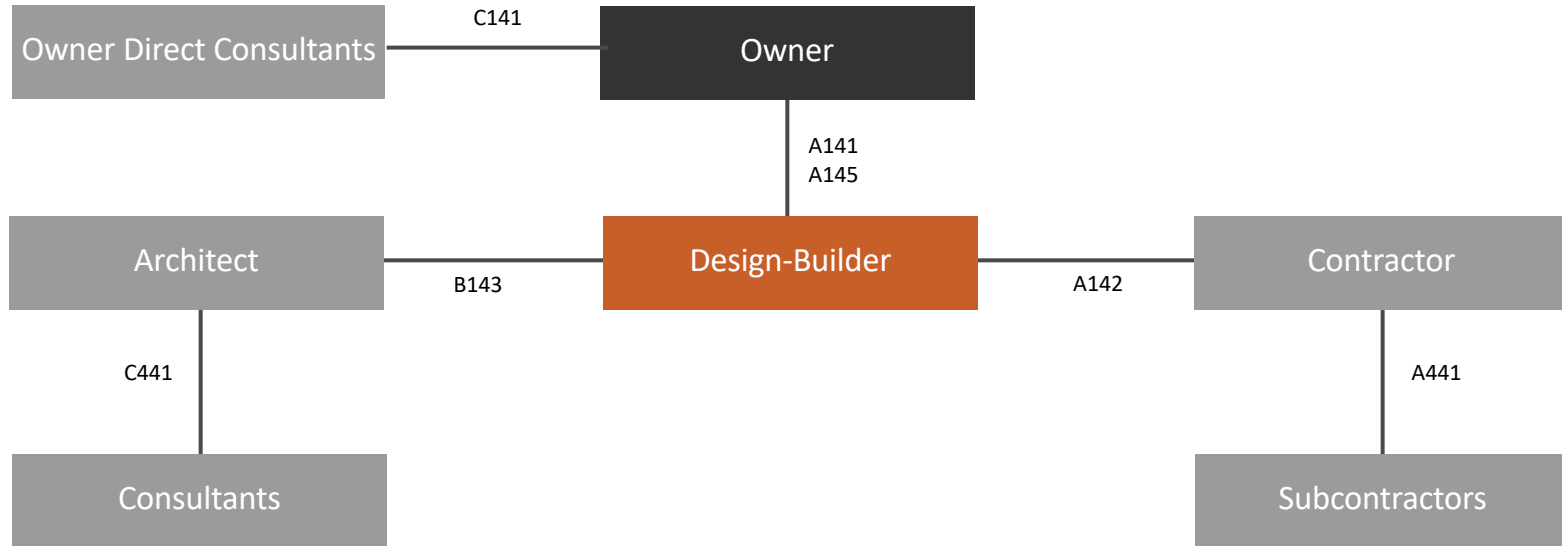 C141
Owner Direct Consultants
Owner
A141
A145
Architect
Design-Builder
Contractor
B143
A142
C441
A441
Consultants
Subcontractors